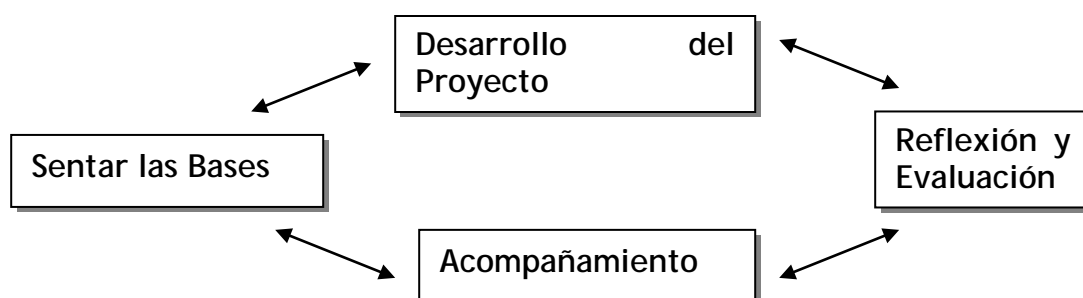 Desarrollo del
Proyecto
Sentar las Bases
Reflexión y
Evaluación
Acompañamiento